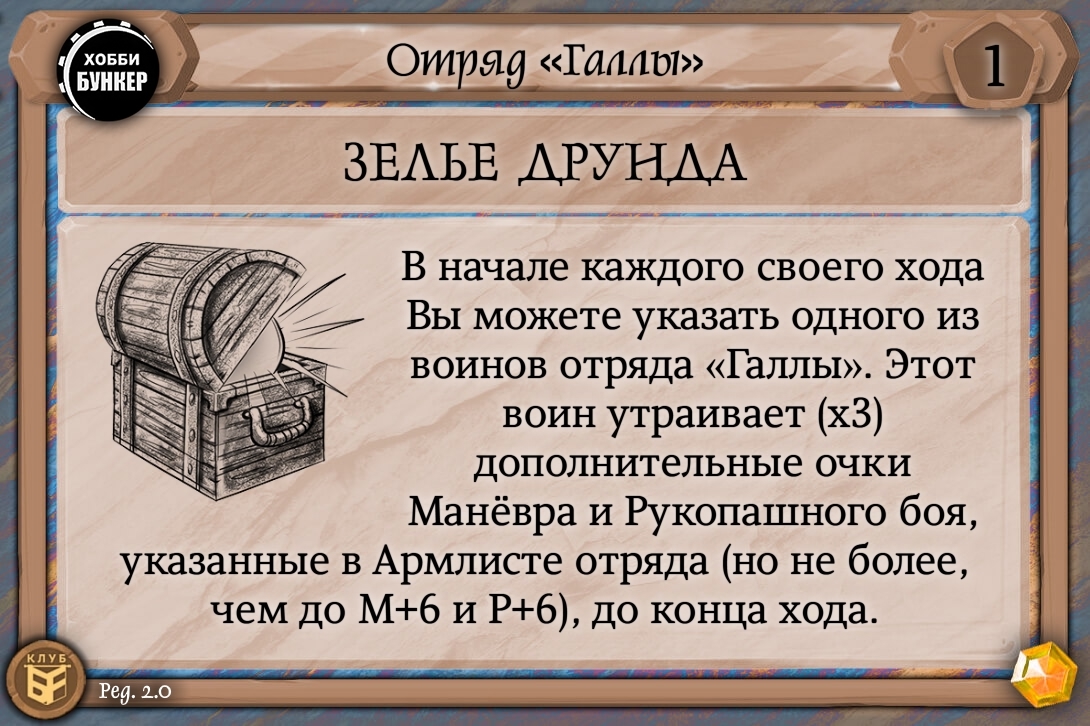 ХОББИ
БУНКЕР
Отряд «Галлы»
1
ЗЕЛЬЕ ДРУИДА
В начале каждого своего хода
Вы можете указать одного из
воинов отряда «Галлы». Этот
воин утраивает (х3)
дополнительные очки
Манёвра и Рукопашного боя,
указанные в Армлисте отряда (но не более,
чем до М+6 и Р+6), до конца хода.
КЛУБ
Ред. 2.0